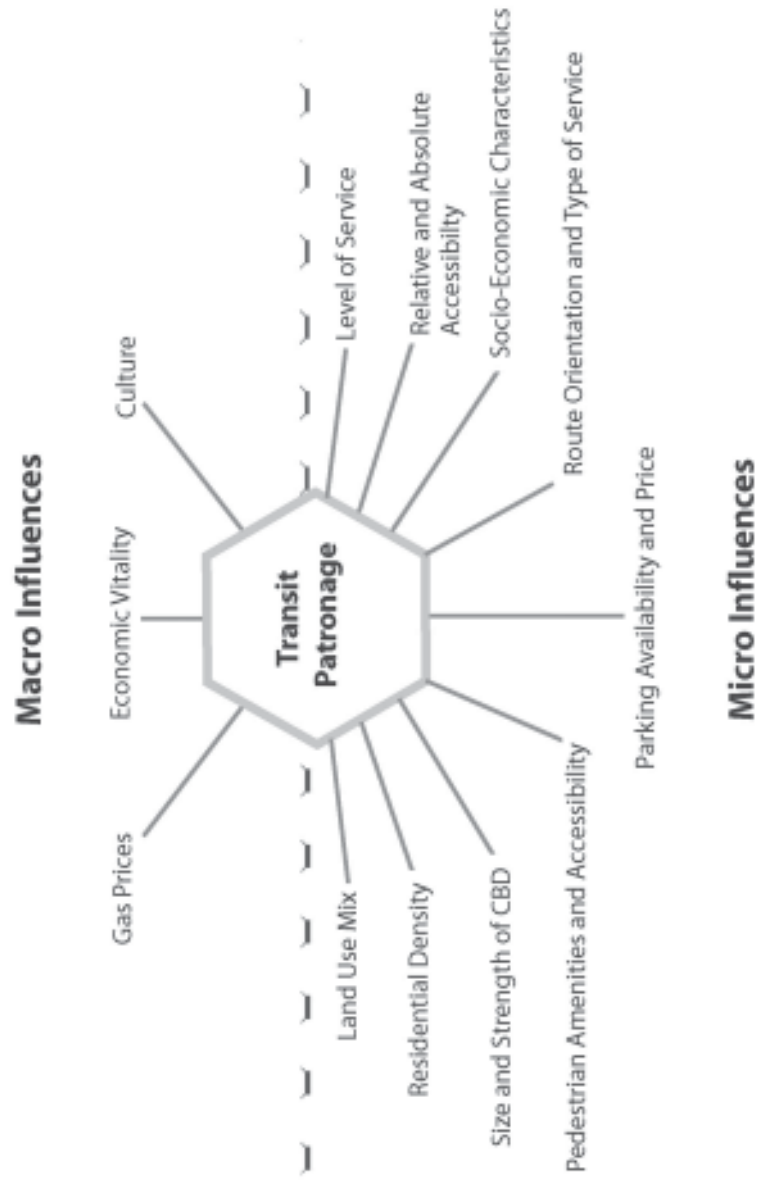 Macro Influences
Gas Prices
Economic Vitality
Culture
Transit
Patronage
Land Use Mix
Level of Service
Residential Density
Relative and Absolute
Accessibilty
Size and Strength of CBD
Socio-Economic Characteristics
Pedestrian Amenities and Accessibility
Route Orientation and Type of Service
Parking Availability and Price
Micro Influences